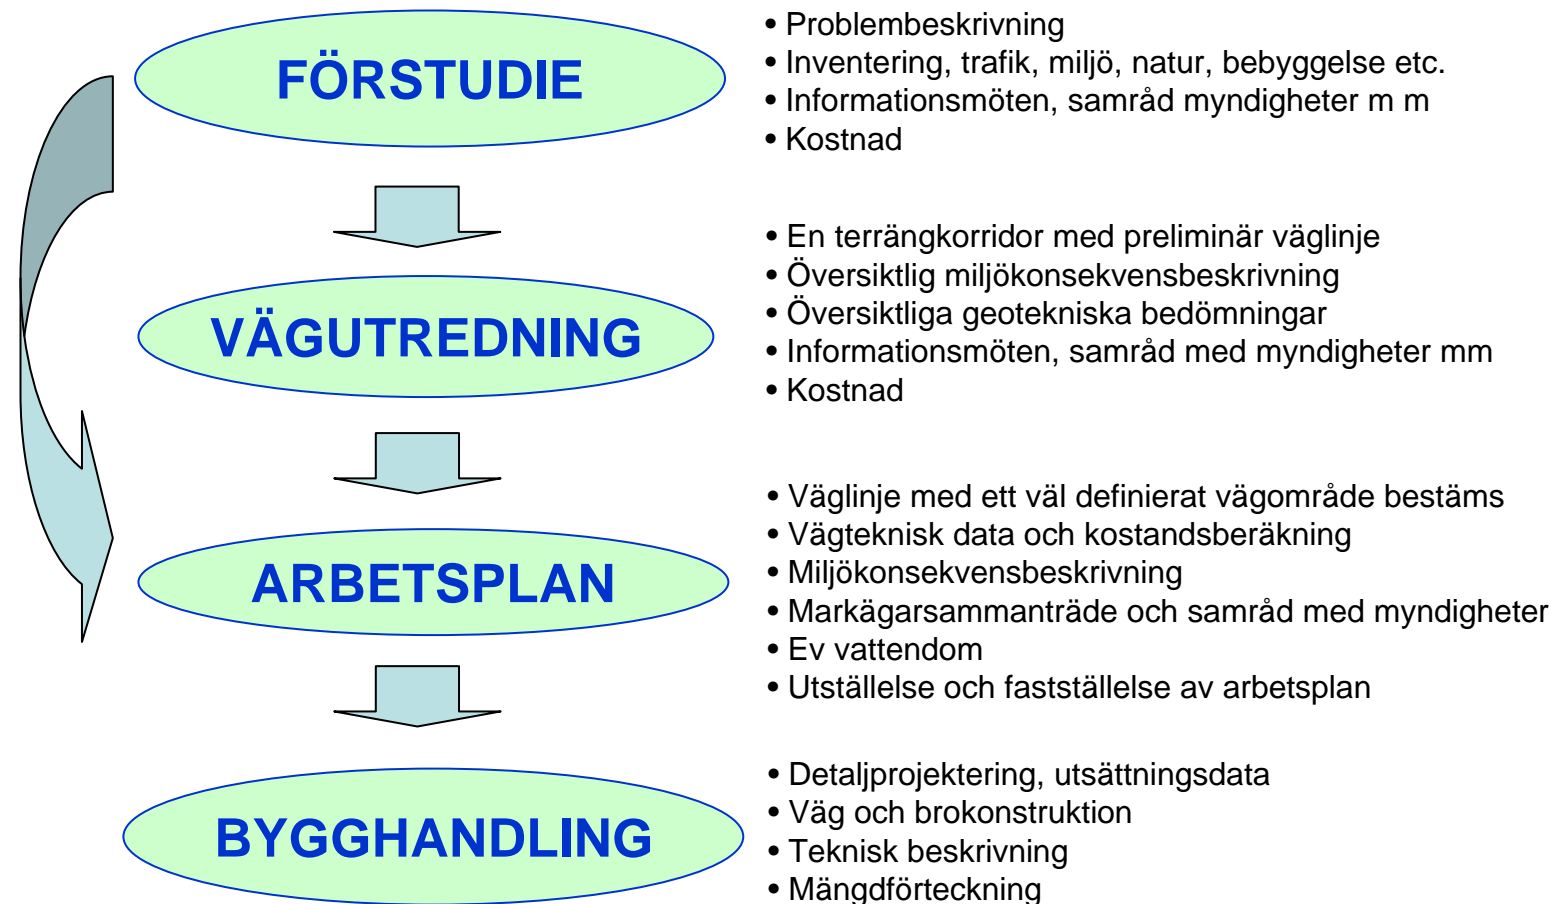 FÖRSTUDIE
• Problembeskrivning
• Inventering, trafik, miljö, natur, bebyggelse etc.
• Informationsmöten, samråd myndigheter m m
• Kostnad
VÄGUTREDNING
• En terrängkorridor med preliminär väglinje
• Översiktlig miljökonsekvensbeskrivning
• Översiktliga geotekniska bedömningar
• Informationsmöten, samråd med myndigheter mm
• Kostnad
ARBETSPLAN
• Väglinje med ett väl definierat vägområde bestäms
• Vägteknisk data och kostandsberäkning
• Miljökonsekvensbeskrivning
• Markägarsammanträde och samråd med myndigheter
• Ev vattendom
• Utställelse och fastställelse av arbetsplan
BYGGHANDLING
• Detaljprojektering, utsättningsdata
• Väg och brokonstruktion
• Teknisk beskrivning
• Mängdförteckning